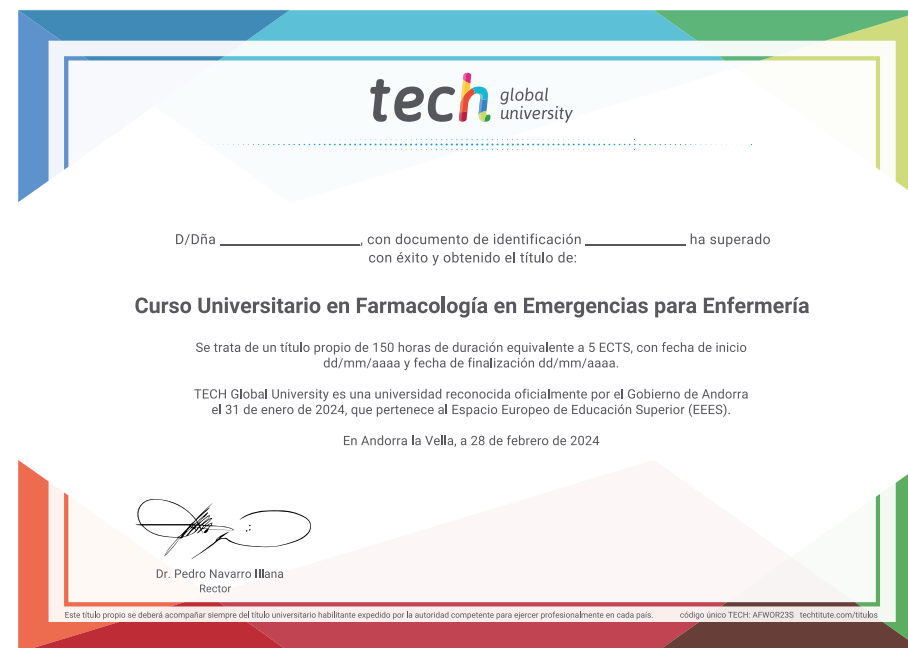 tech global university
D/Dña ____________________, con documento de identificación ______________ ha superado
con éxito y obtenido el título de:
Curso Universitario en Farmacología en Emergencias para Enfermería
Se trata de un título propio de 150 horas de duración equivalente a 5 ECTS, con fecha de inicio
dd/mm/aaaa y fecha de finalización dd/mm/aaaa.
TECH Global University es una universidad reconocida oficialmente por el Gobierno de Andorra
el 31 de enero de 2024, que pertenece al Espacio Europeo de Educación Superior (EEES).
En Andorra la Vella, a 28 de febrero de 2024
Dr. Pedro Navarro Illana
Rector
Este título propio se deberá acompañar siempre del título universitario habilitante expedido por la autoridad competente para ejercer profesionalmente en cada país. código único TECH: AFWOR23S techtitute.com/titulos